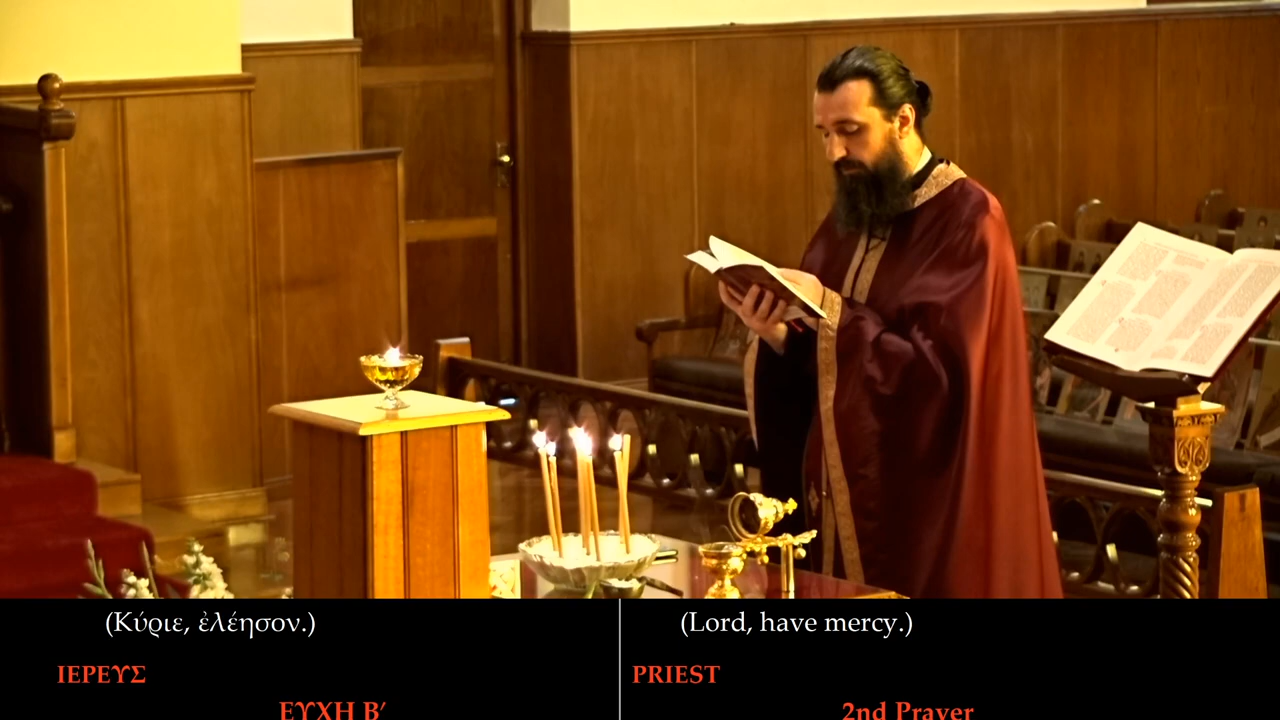 (Κύριε, ἐλέησον.)
ΙΕΡΕΥΣ
ΕΥΧΗ Β′
(Lord, have mercy.)
PRIEST
2nd Prayer